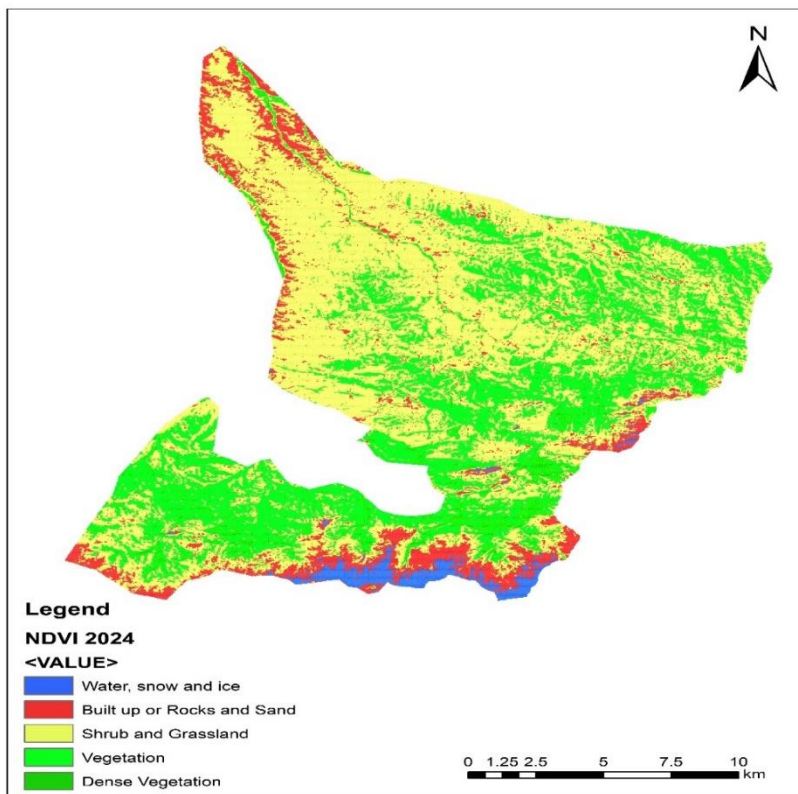 N
Legend
NDVI 2024
<VALUE>
Water, snow and ice
Built up or Rocks and Sand
Shrub and Grassland
Vegetation
Dense Vegetation
0 1.25 2.5 5 7.5 10
km